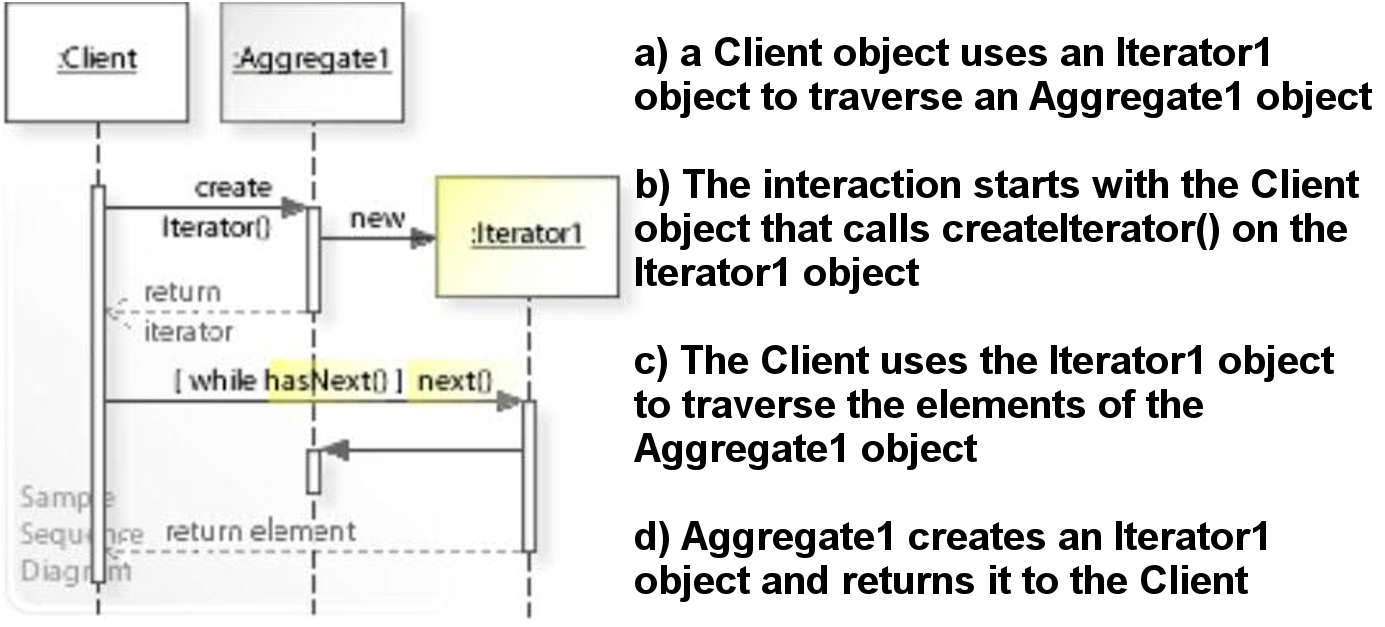 :Client
:Aggregate1
create
Iterator()
new
:Iterator1
return
iterator
[ while hasNext() ] next()
return element
Sample
Sequence
Diagram
a) a Client object uses an Iterator1
object to traverse an Aggregate1 object
b) The interaction starts with the Client
object that calls createIterator() on the
Iterator1 object
c) The Client uses the Iterator1 object
to traverse the elements of the
Aggregate1 object
d) Aggregate1 creates an Iterator1
object and returns it to the Client